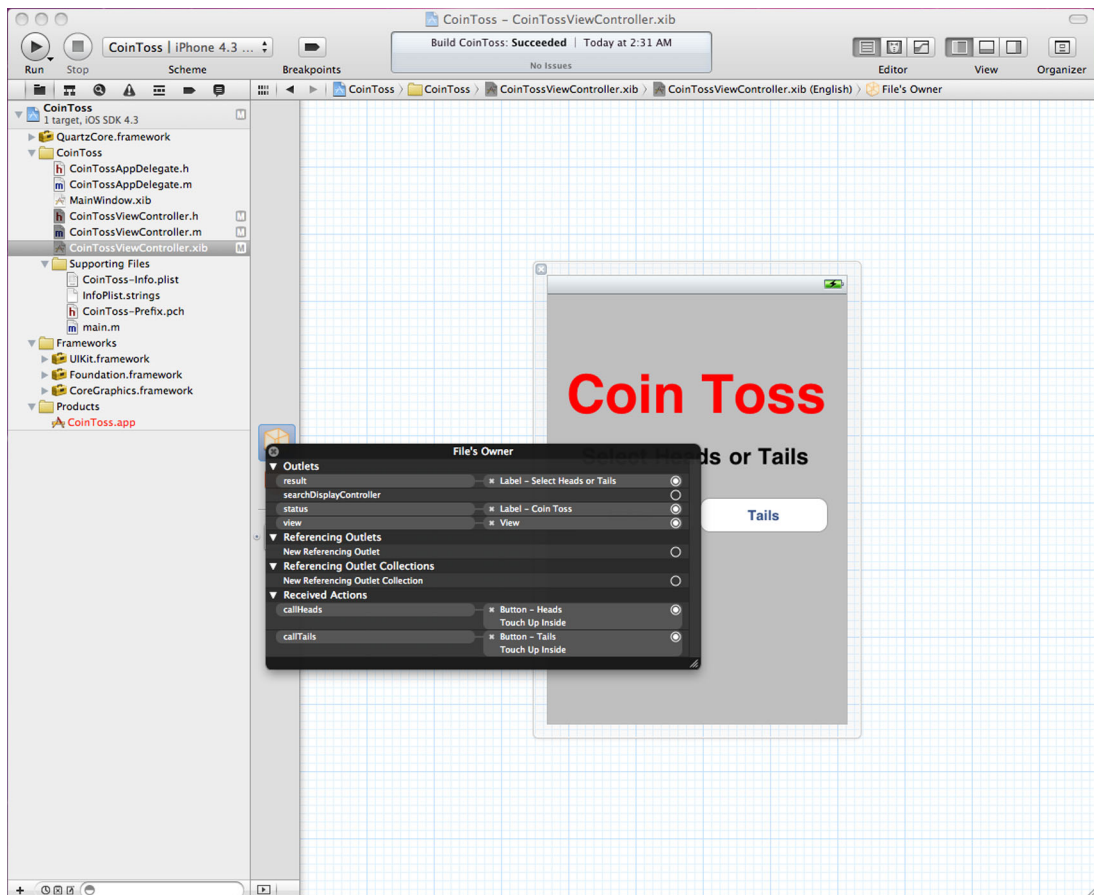 CoinToss – CoinTossViewController.xib
CoinToss | iPhone 4.3 ...
Build CoinToss: Succeeded | Today at 2:31 AM
No Issues
Run Stop Scheme Breakpoints Editor View Organizer
CoinToss CoinToss CoinTossViewController.xib CoinTossViewController.xib (English) File's Owner
CoinToss
1 target, iOS SDK 4.3 M
QuartzCore.framework
CoinToss
h CoinTossAppDelegate.h
m CoinTossAppDelegate.m
MainWindow.xib
h CoinTossViewController.h M
m CoinTossViewController.m M
CoinTossViewController.xib M
Supporting Files
CoinToss-Info.plist
InfoPlist.strings
h CoinToss-Prefix.pch
m main.m
Frameworks
UIKit.framework
Foundation.framework
CoreGraphics.framework
Products
CoinToss.app
Coin Toss
Select Heads or Tails
Tails
File's Owner
Outlets
result Label – Select Heads or Tails
searchDisplayController
status Label – Coin Toss
view View
Referencing Outlets
New Referencing Outlet
Referencing Outlet Collections
New Referencing Outlet Collection
Received Actions
callHeads Button – Heads
Touch Up Inside
callTails Button – Tails
Touch Up Inside